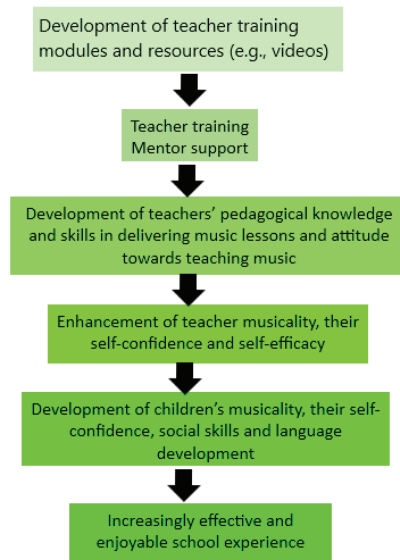 Development of teacher training
modules and resources (e.g., videos)
Teacher training
Mentor support
Development of teachers' pedagogical knowledge
and skills in delivering music lessons and attitude
towards teaching music
Enhancement of teacher musicality, their
self-confidence and self-efficacy
Development of children's musicality, their self-
confidence, social skills and language
development
Increasingly effective and
enjoyable school experience